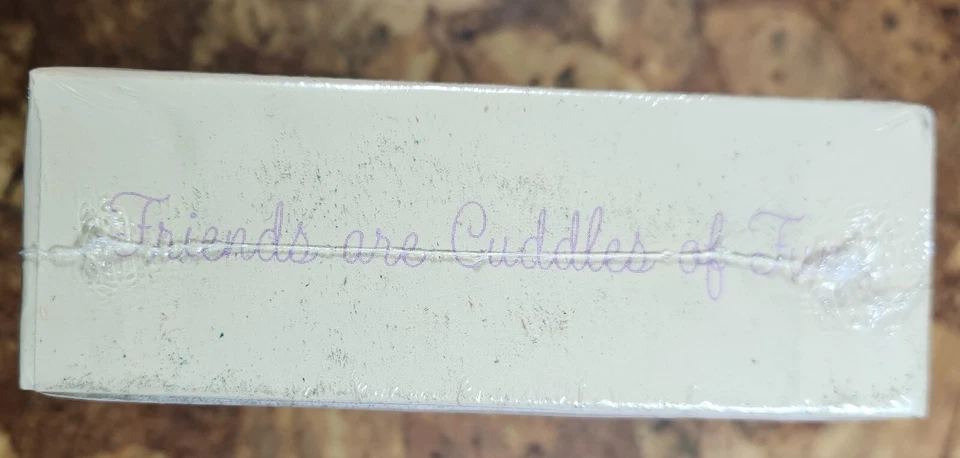 Friends are Cuddles of